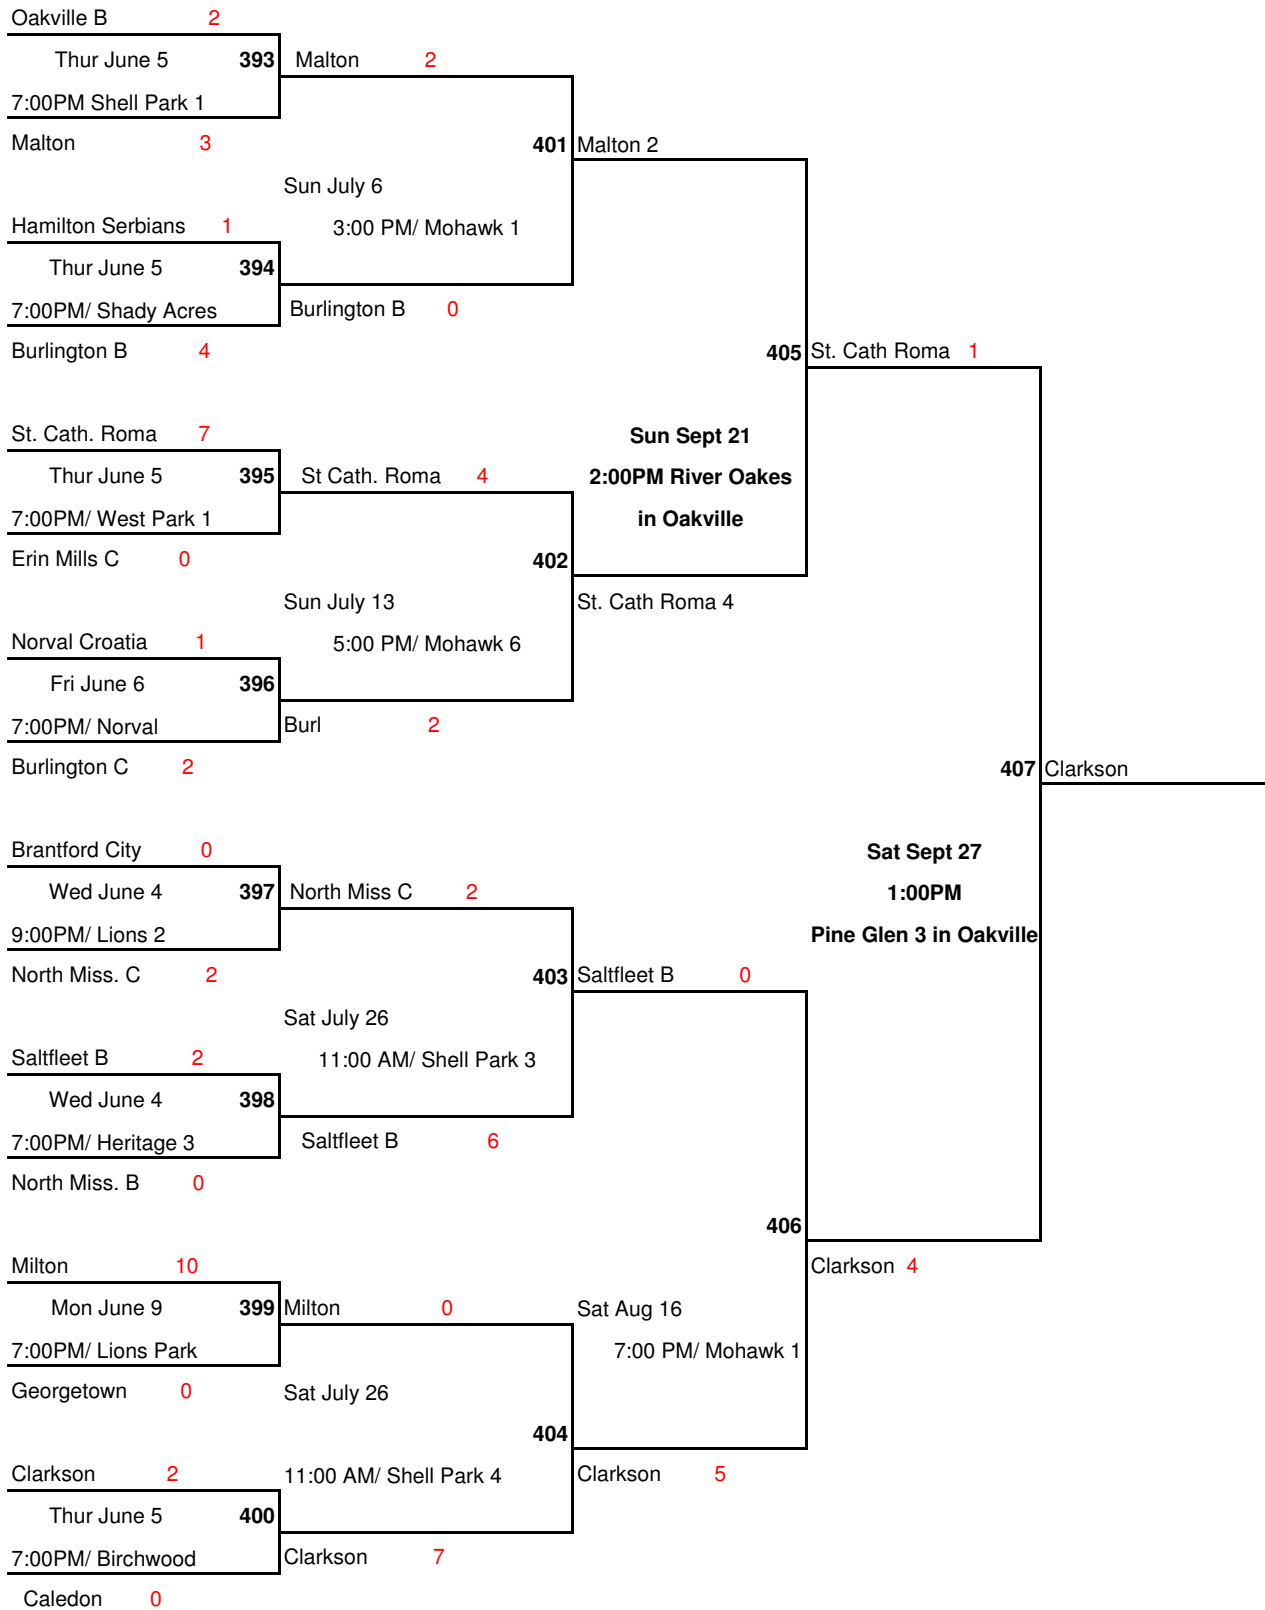 Oakville B 2
Thur June 5 393 Malton 2
7:00PM Shell Park 1
Malton 3 401 Malton 2
Sun July 6
Hamilton Serbians 1 3:00 PM/ Mohawk 1
Thur June 5 394
7:00PM/ Shady Acres Burlington B 0
Burlington B 4 405 St. Cath Roma 1
St. Cath. Roma 7 Sun Sept 21
Thur June 5 395 St Cath. Roma 4 2:00PM River Oakes
7:00PM/ West Park 1 in Oakville
Erin Mills C 0 402
Sun July 13 St. Cath Roma 4
Norval Croatia 1 5:00 PM/ Mohawk 6
Fri June 6 396
7:00PM/ Norval Burl 2
Burlington C 2 407 Clarkson
Brantford City 0 Sat Sept 27
Wed June 4 397 North Miss C 2 1:00PM
9:00PM/ Lions 2 Pine Glen 3 in Oakville
North Miss. C 2 403 Saltfleet B 0
Sat July 26
Saltfleet B 2 11:00 AM/ Shell Park 3
Wed June 4 398
7:00PM/ Heritage 3 Saltfleet B 6
North Miss. B 0
406
Milton 10 Clarkson 4
Mon June 9 399 Milton 0 Sat Aug 16
7:00PM/ Lions Park 7:00 PM/ Mohawk 1
Georgetown 0 Sat July 26
404
Clarkson 2 11:00 AM/ Shell Park 4 Clarkson 5
Thur June 5 400
7:00PM/ Birchwood Clarkson 7
Caledon 0